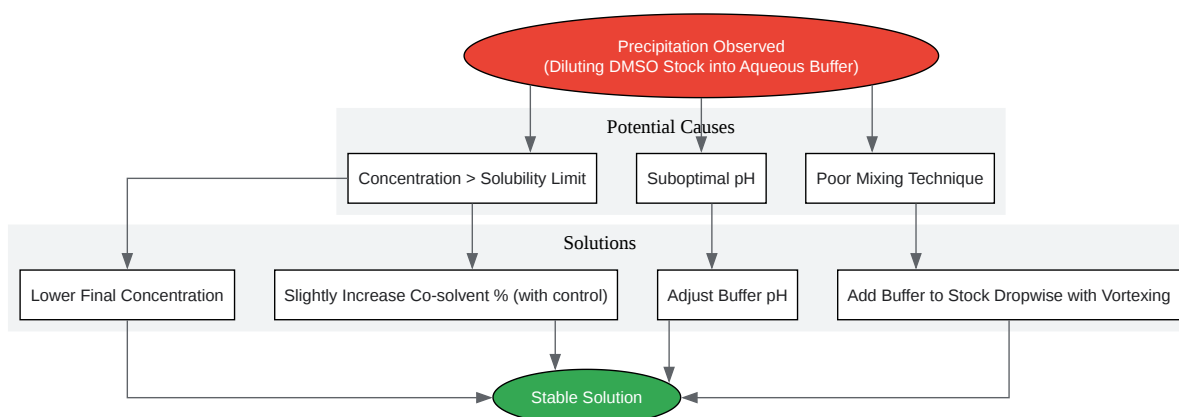 Precipitation Observed
(Diluting DMSO Stock into Aqueous Buffer)
Potential Causes
Concentration > Solubility Limit
Suboptimal pH
Poor Mixing Technique
Solutions
Lower Final Concentration
Slightly Increase Co-solvent % (with control)
Adjust Buffer pH
Add Buffer to Stock Dropwise with Vortexing
Stable Solution